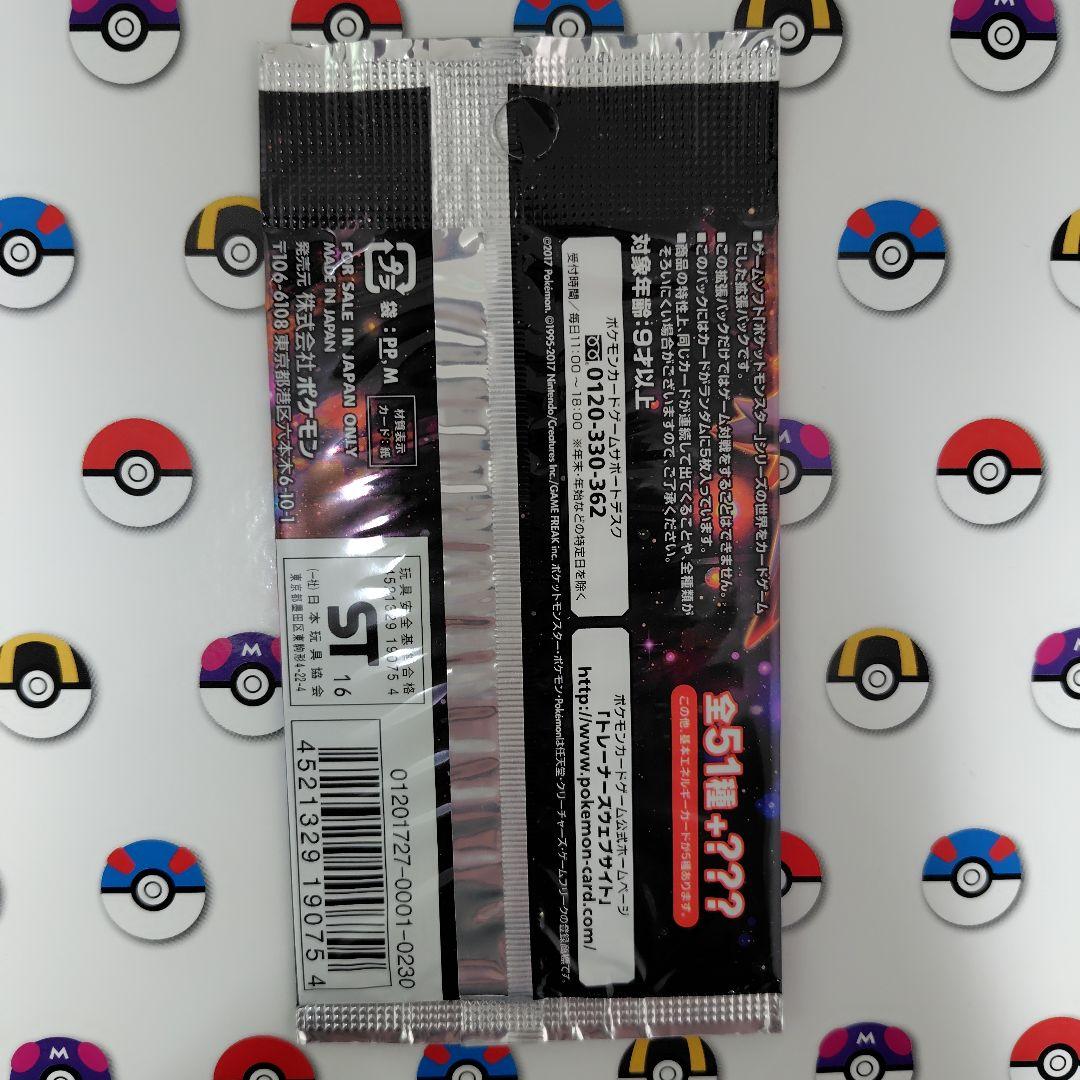 ■ゲームソフト『ポケットモンスター』シリーズの世界をカードゲーム
にした拡張パックです。
■この拡張パックだけではゲーム対戦をすることはできません。
■このパックにはカードがランダムに5枚入っています。
■商品の特性上、同じカードが連続して出てくることや、全種類が
そろいにくい場合がございますので、ご了承ください。
対象年齢:9才以上
ポケモンカードゲームサポートデスク
0120-330-362
受付時間/毎日11:00~18:00 ※年末・年始などの特定日を除く
全51種+???
この他、基本エネルギーカードが5種あります。
ポケモンカードゲーム公式ホームページ
「トレーナーズウェブサイト」
http://www.pokemon-card.com/
©2017 Pokémon. ©1995-2017 Nintendo/Creatures Inc./GAME FREAK inc. ポケットモンスター・ポケモン・Pokémonは任天堂・クリーチャーズ・ゲームフリークの登録商標です。
プラ
袋:PP, M
材質表示
カード:紙
FOR SALE IN JAPAN ONLY
MADE IN JAPAN
発売元 株式会社 ポケモン
〒106-6108 東京都港区六本木6-10-1
玩具安全基準合格
4521329 19075 4
ST 16
(一社)日本玩具協会
東京都墨田区東駒形4-22-4
01201727-0001-0230
4521329 19075 4
M
M
M
M
M
M